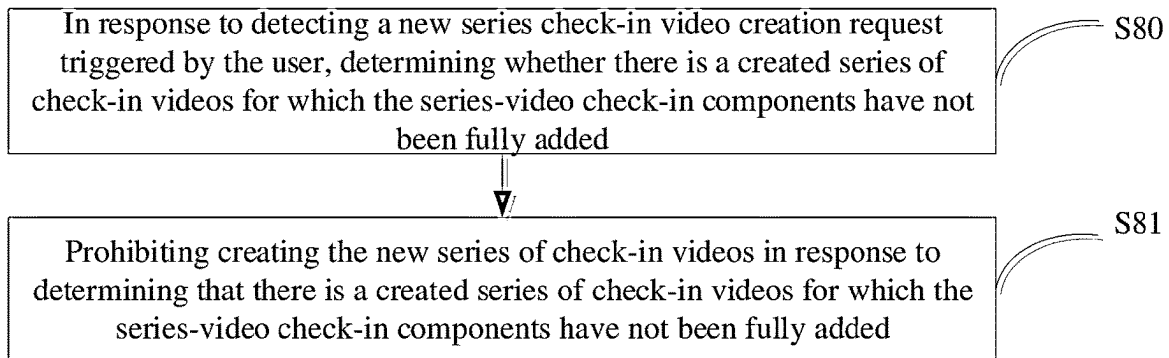 In response to detecting a new series check-in video creation request
triggered by the user, determining whether there is a created series of
check-in videos for which the series-video check-in components have not
been fully added
S80
Prohibiting creating the new series of check-in videos in response to
determining that there is a created series of check-in videos for which the
series-video check-in components have not been fully added
S81